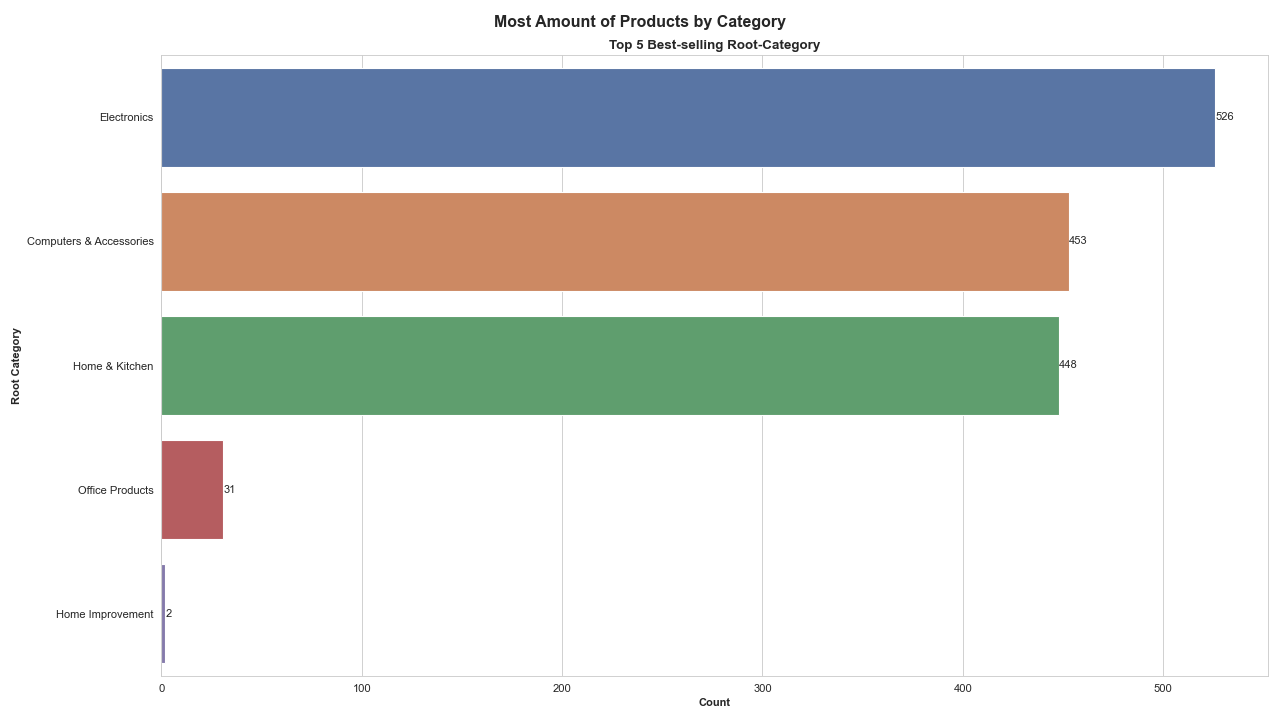 Most Amount of Products by Category
Top 5 Best-selling Root-Category
Root Category
Electronics
526
Computers & Accessories
453
Home & Kitchen
448
Office Products
31
Home Improvement
2
0 100 200 300 400 500
Count